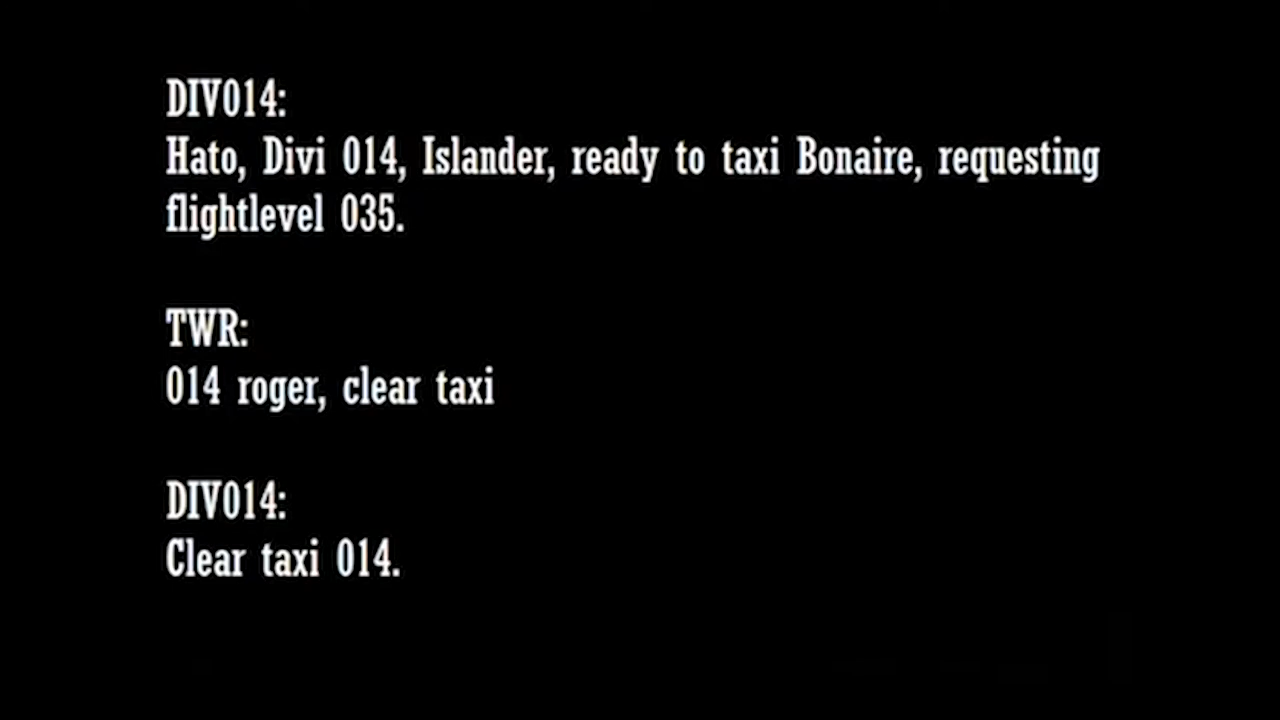 DIV014:
Hato, Divi 014, Islander, ready to taxi Bonaire, requesting
flightlevel 035.
TWR:
014 roger, clear taxi
DIV014:
Clear taxi 014.